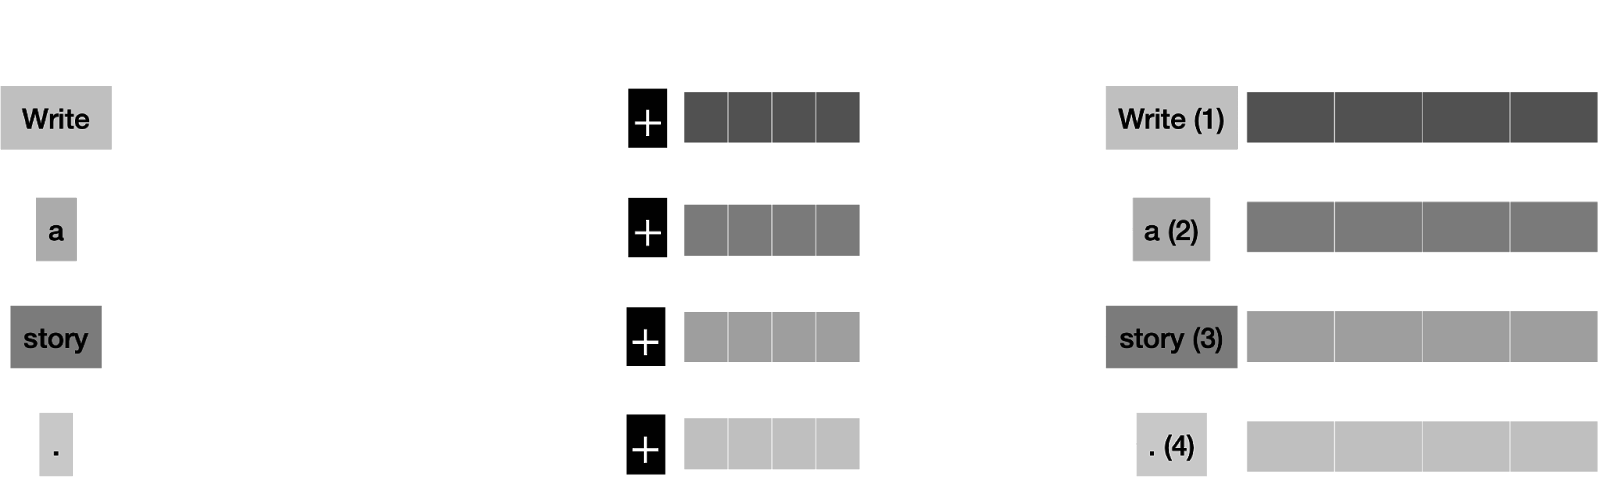 Write + Write (1)
a + a (2)
story + story (3)
. + . (4)